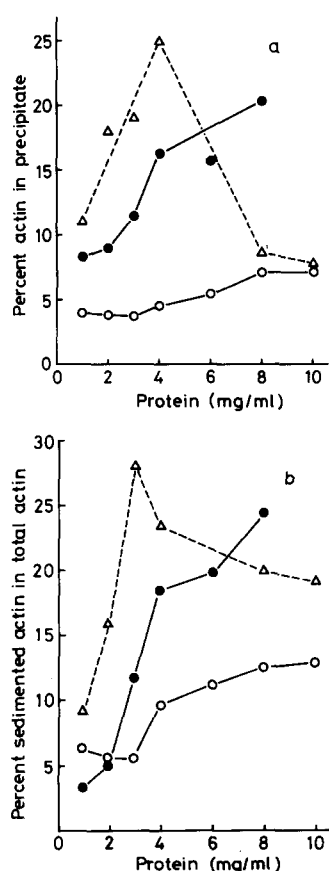 a
Percent actin in precipitate
25
20
15
10
5
0
0 2 4 6 8 10
Protein (mg/ml)
b
Percent sedimented actin in total actin
30
25
20
15
10
5
0 2 4 6 8 10
Protein (mg/ml)